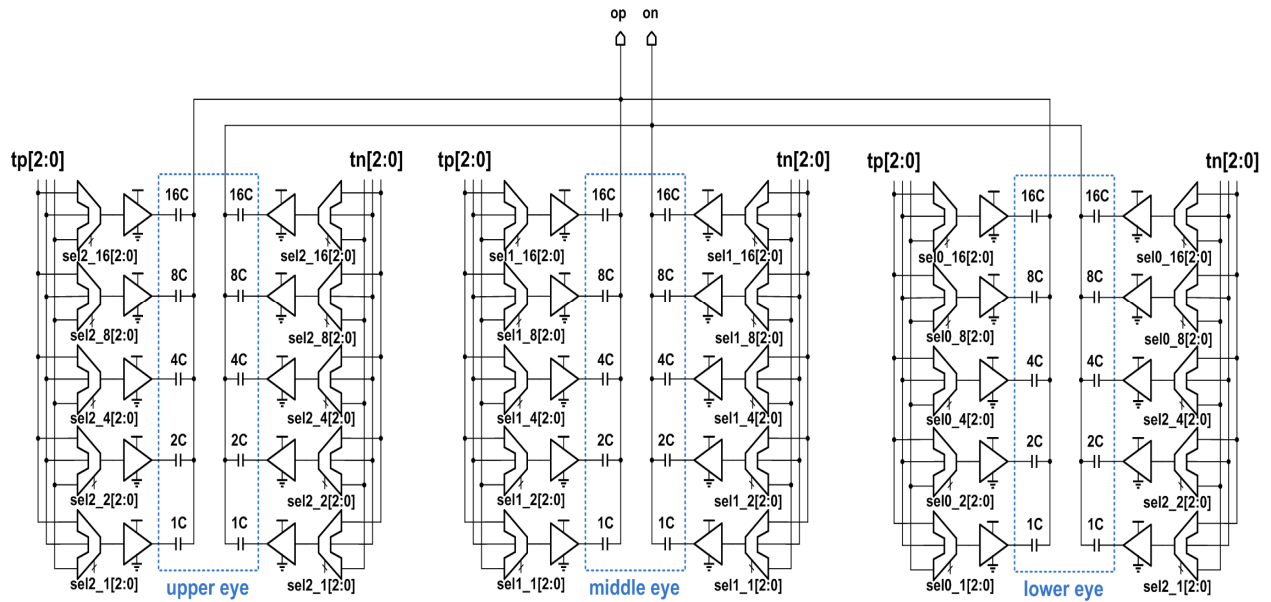 op on
tp[2:0] tn[2:0] tp[2:0] tn[2:0] tp[2:0] tn[2:0]
16C 16C 16C 16C 16C 16C
sel2_16[2:0] sel2_16[2:0] sel1_16[2:0] sel1_16[2:0] sel0_16[2:0] sel0_16[2:0]
8C 8C 8C 8C 8C 8C
sel2_8[2:0] sel2_8[2:0] sel1_8[2:0] sel1_8[2:0] sel0_8[2:0] sel0_8[2:0]
4C 4C 4C 4C 4C 4C
sel2_4[2:0] sel2_4[2:0] sel1_4[2:0] sel1_4[2:0] sel0_4[2:0] sel2_4[2:0]
2C 2C 2C 2C 2C 2C
sel2_2[2:0] sel2_2[2:0] sel1_2[2:0] sel1_2[2:0] sel0_2[2:0] sel2_2[2:0]
1C 1C 1C 1C 1C 1C
sel2_1[2:0] sel2_1[2:0] sel1_1[2:0] sel1_1[2:0] sel0_1[2:0] sel2_1[2:0]
upper eye middle eye lower eye